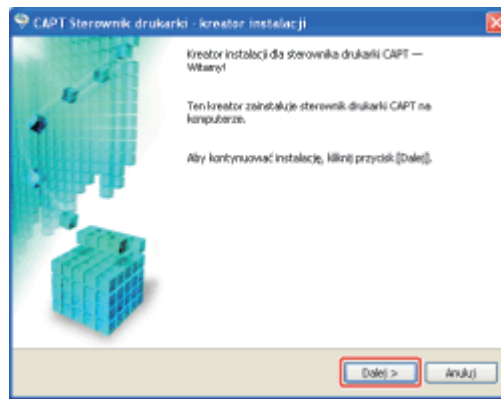 CAPT Sterownik drukarki - kreator instalacji
Kreator instalacji dla sterownika drukarki CAPT —
Witamy!
Ten kreator zainstaluje sterownik drukarki CAPT na
komputerze.
Aby kontynuować instalację, kliknij przycisk [Dalej].
Dalej >
Anuluj